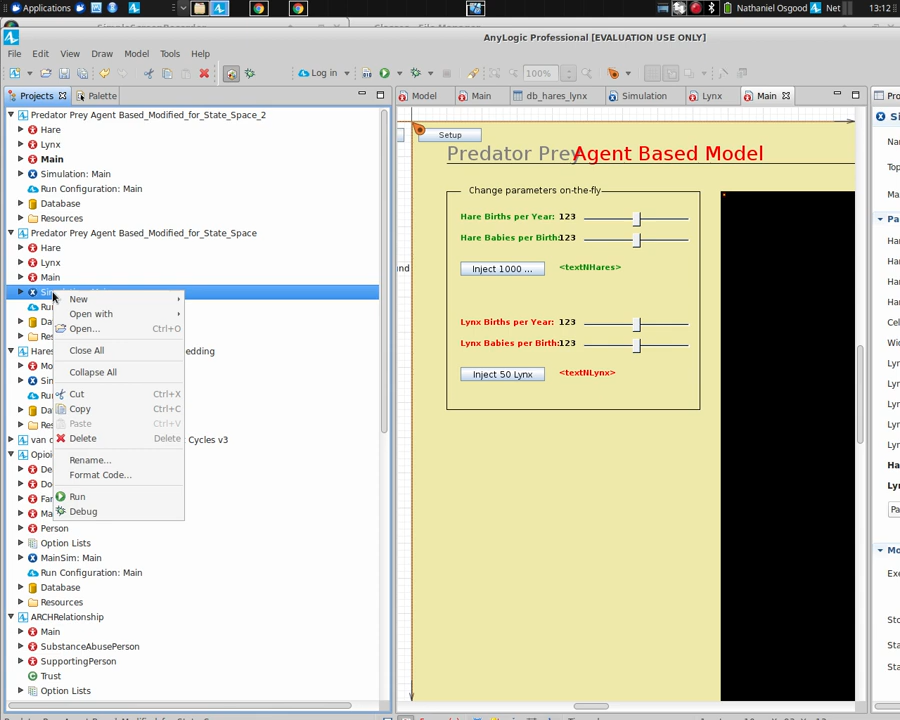 Applications
Nathaniel Osgood
Net
13:12
AnyLogic Professional [EVALUATION USE ONLY]
File Edit View Draw Model Tools Help
Log in
100%
Projects
Palette
Model
Main
db_hares_lynx
Simulation
Lynx
Main
Predator Prey Agent Based_Modified_for_State_Space_2
Hare
Lynx
Main
Simulation: Main
Run Configuration: Main
Database
Resources
Predator Prey Agent Based_Modified_for_State_Space
Hare
Lynx
Main
New
Open with
Open... Ctrl+O
Close All
Collapse All
Cut Ctrl+X
Copy Ctrl+C
Paste Ctrl+V
Delete Delete
Rename...
Format Code...
Run
Debug
Hares
edding
van
Cycles v3
Person
Option Lists
MainSim: Main
Run Configuration: Main
Database
Resources
ARCHRelationship
Main
SubstanceAbusePerson
SupportingPerson
Trust
Option Lists
Setup
Predator Prey Agent Based Model
Change parameters on-the-fly
Hare Births per Year: 123
Hare Babies per Birth: 123
Inject 1000 ... <textNHares>
Lynx Births per Year: 123
Lynx Babies per Birth: 123
Inject 50 Lynx <textNLynx>